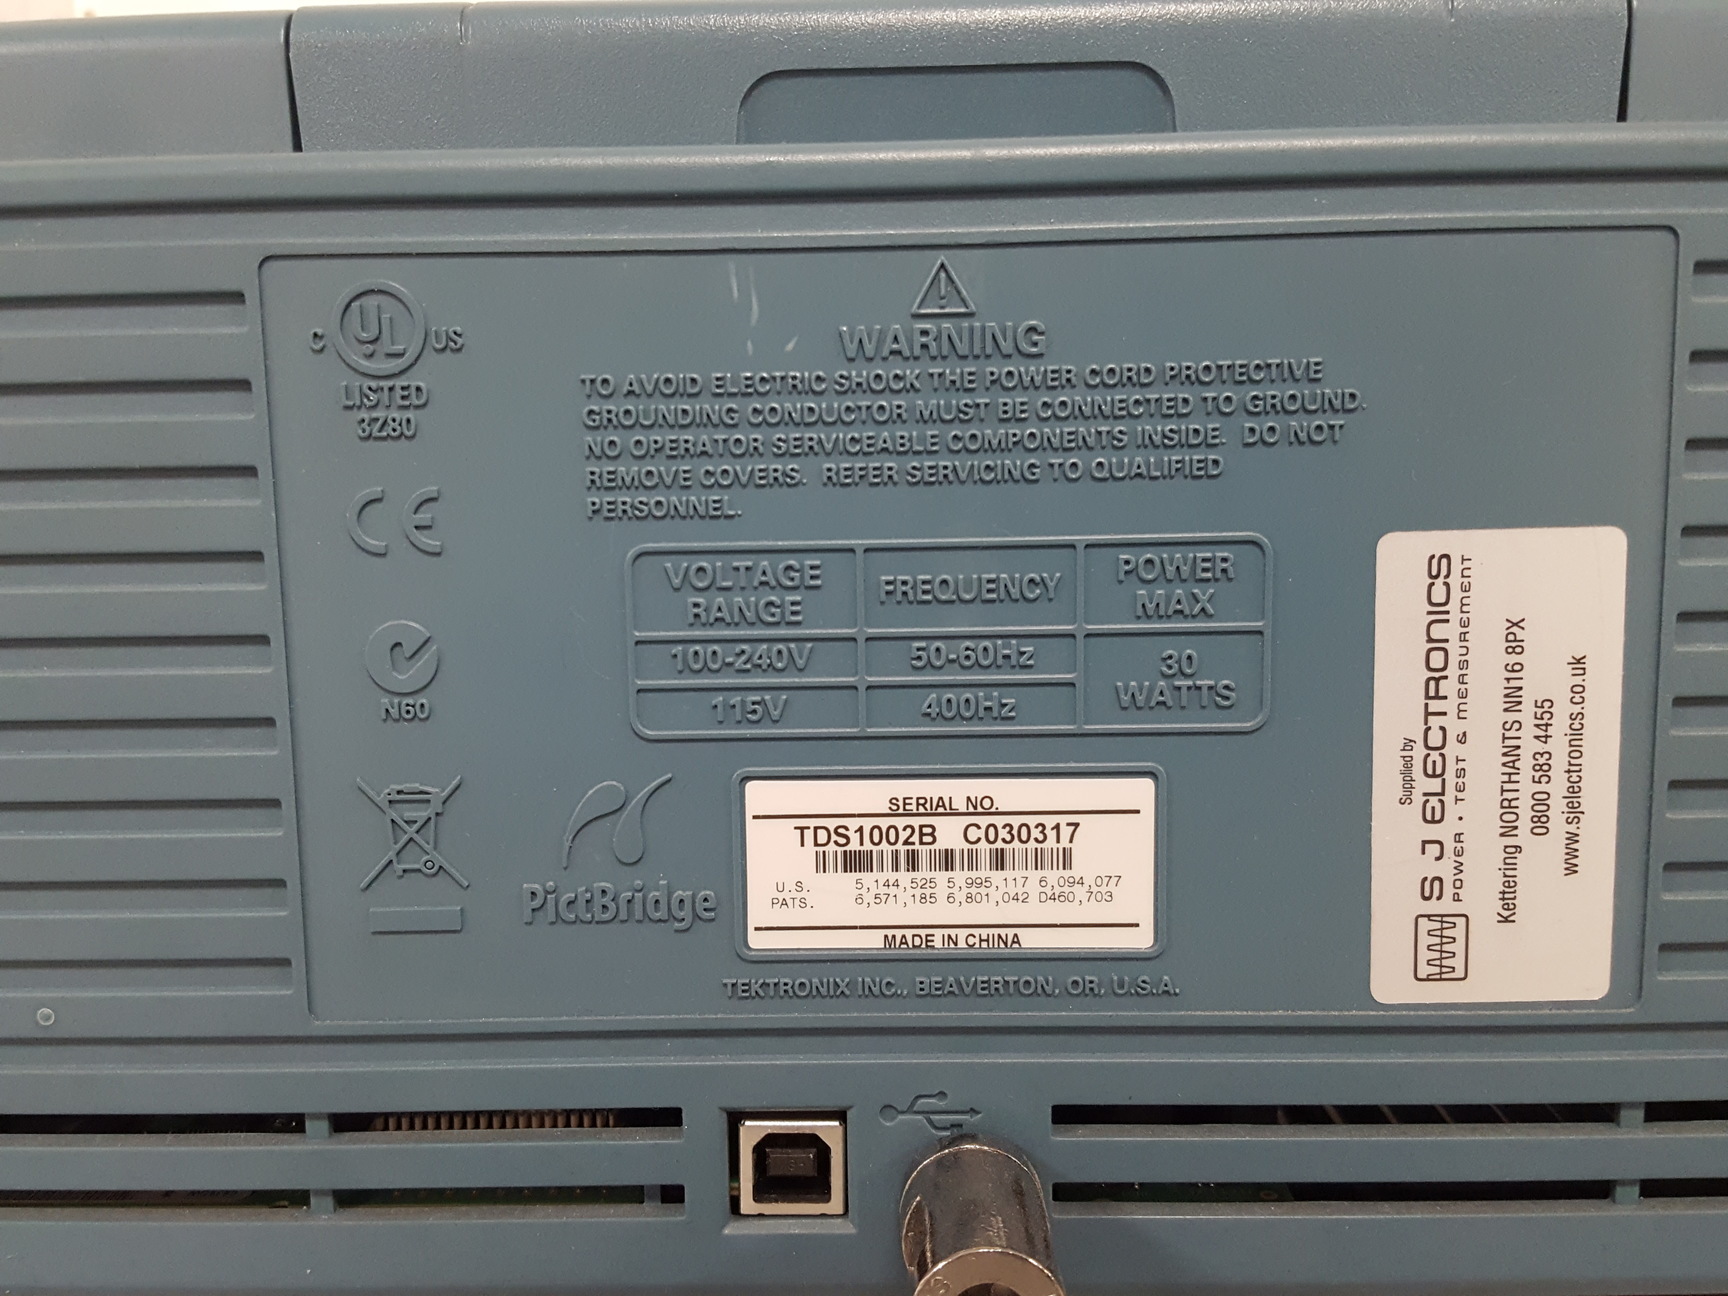 C UL US
LISTED
3Z80
CE
N60
WARNING
TO AVOID ELECTRIC SHOCK THE POWER CORD PROTECTIVE
GROUNDING CONDUCTOR MUST BE CONNECTED TO GROUND.
NO OPERATOR SERVICEABLE COMPONENTS INSIDE. DO NOT
REMOVE COVERS. REFER SERVICING TO QUALIFIED
PERSONNEL.
VOLTAGE RANGE FREQUENCY POWER MAX
100-240V 50-60Hz 30 WATTS
115V 400Hz
PictBridge
SERIAL NO.
TDS1002B C030317
U.S. 5,144,525 5,995,117 6,094,077
PATS. 6,571,185 6,801,042 D460,703
MADE IN CHINA
TEKTRONIX INC., BEAVERTON, OR, U.S.A.
Supplied by
S J ELECTRONICS
POWER · TEST & MEASUREMENT
Kettering NORTHANTS NN16 8PX
0800 583 4455
www.sjelectronics.co.uk